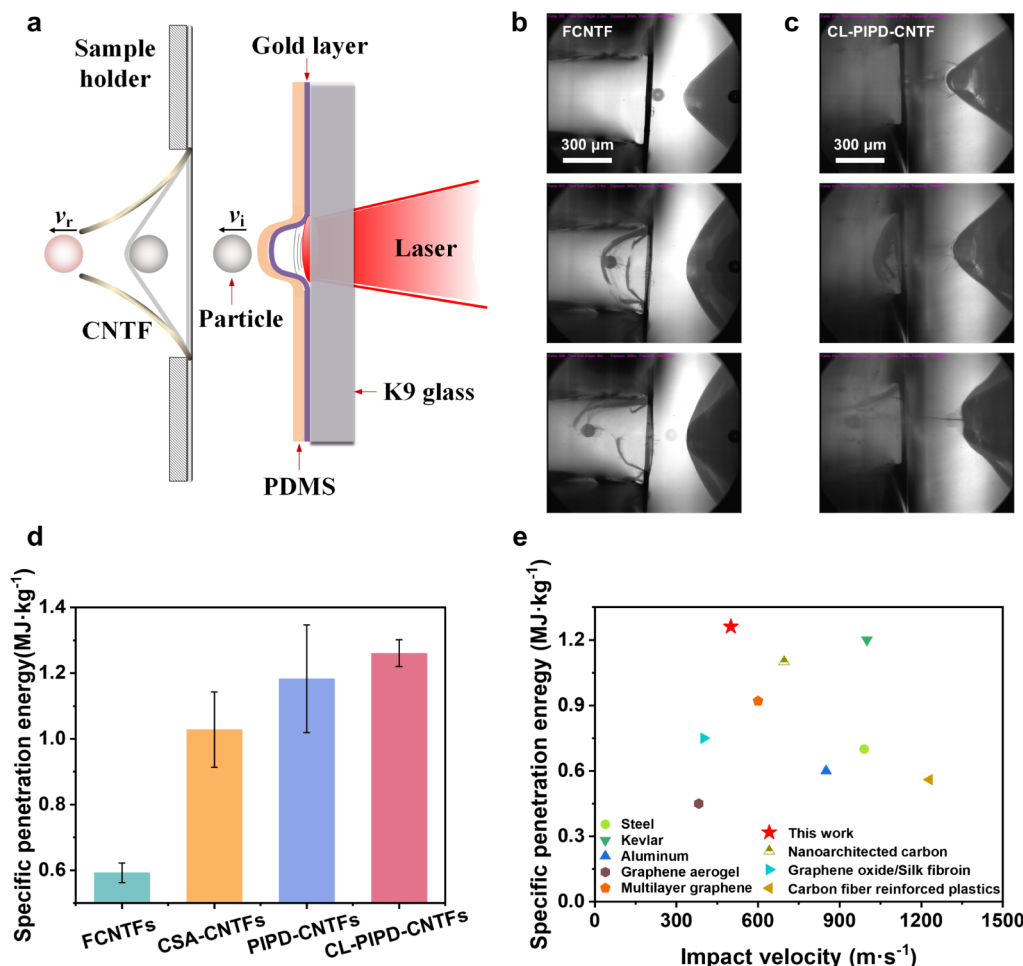 a
Sample
holder
Gold layer
vr
vi
Laser
Particle
CNTF
K9 glass
PDMS
b
FCNTF
300 µm
c
CL-PIPD-CNTF
300 µm
d
Specific penetration energy(MJ·kg-1)
1.4
1.2
1.0
0.8
0.6
FCNTFs
CSA-CNTFs
PIPD-CNTFs
CL-PIPD-CNTFs
e
Specific penetration enregy (MJ·kg-1)
1.2
0.9
0.6
0.3
0.0
Steel
Kevlar
Aluminum
Graphene aerogel
Multilayer graphene
This work
Nanoarchitected carbon
Graphene oxide/Silk fibroin
Carbon fiber reinforced plastics
0
300
600
900
1200
1500
Impact velocity (m·s-1)